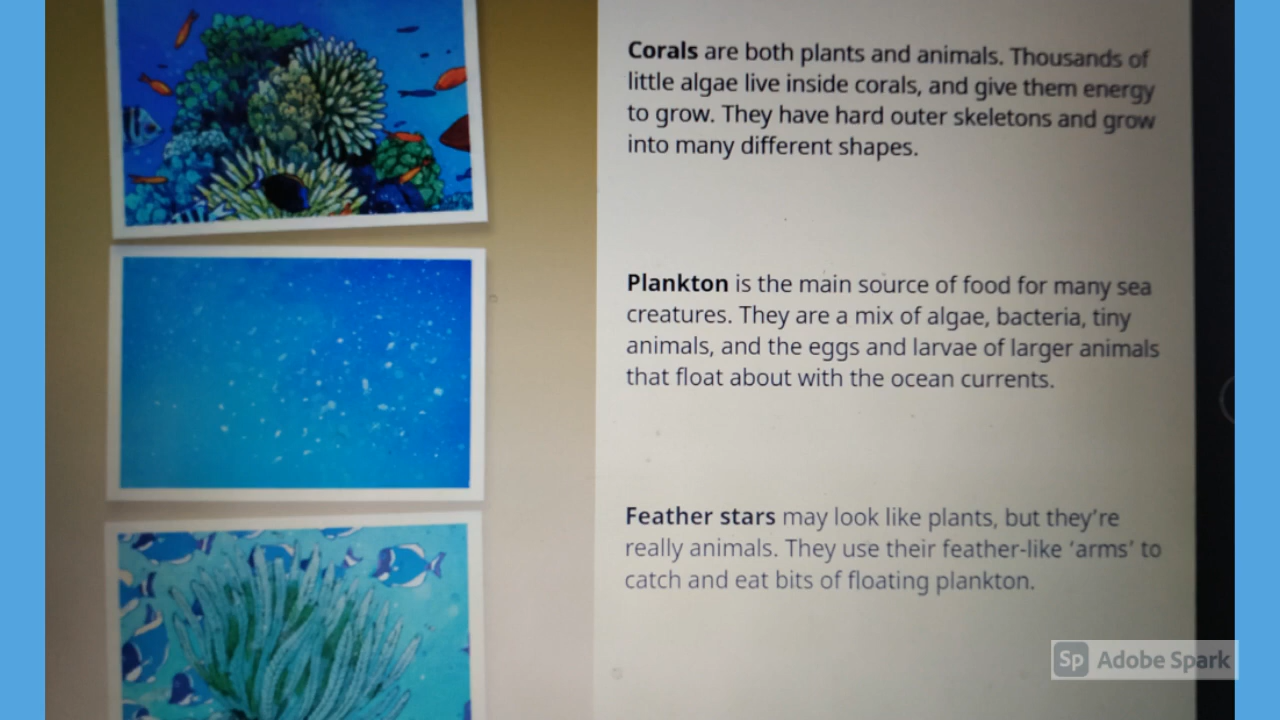 Corals are both plants and animals. Thousands of
little algae live inside corals, and give them energy
to grow. They have hard outer skeletons and grow
into many different shapes.
Plankton is the main source of food for many sea
creatures. They are a mix of algae, bacteria, tiny
animals, and the eggs and larvae of larger animals
that float about with the ocean currents.
Feather stars may look like plants, but they’re
really animals. They use their feather-like ‘arms’ to
catch and eat bits of floating plankton.
Sp Adobe Spark